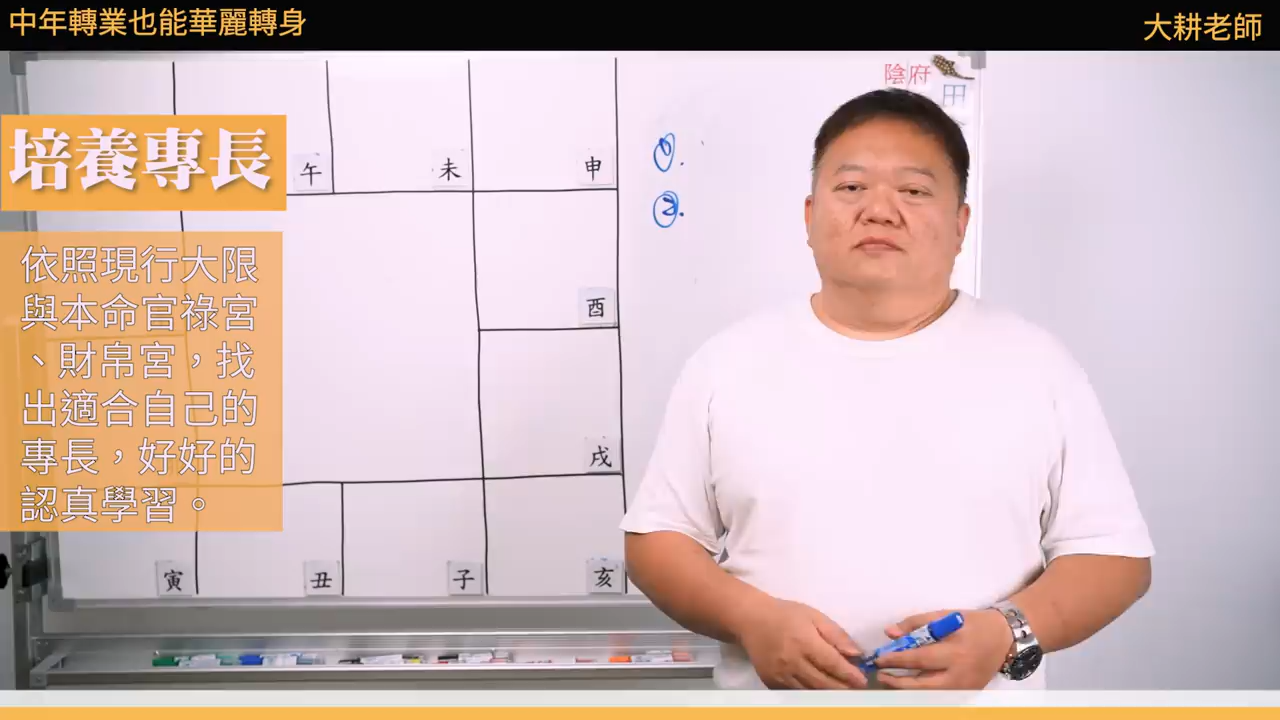 中年轉業也能華麗轉身
大耕老師
陰府
田
培養專長
午
未
申
①.
②.
依照現行大限
與本命官祿宮
、財帛宮，找
出適合自己的
專長，好好的
認真學習。
酉
戌
寅
丑
子
亥